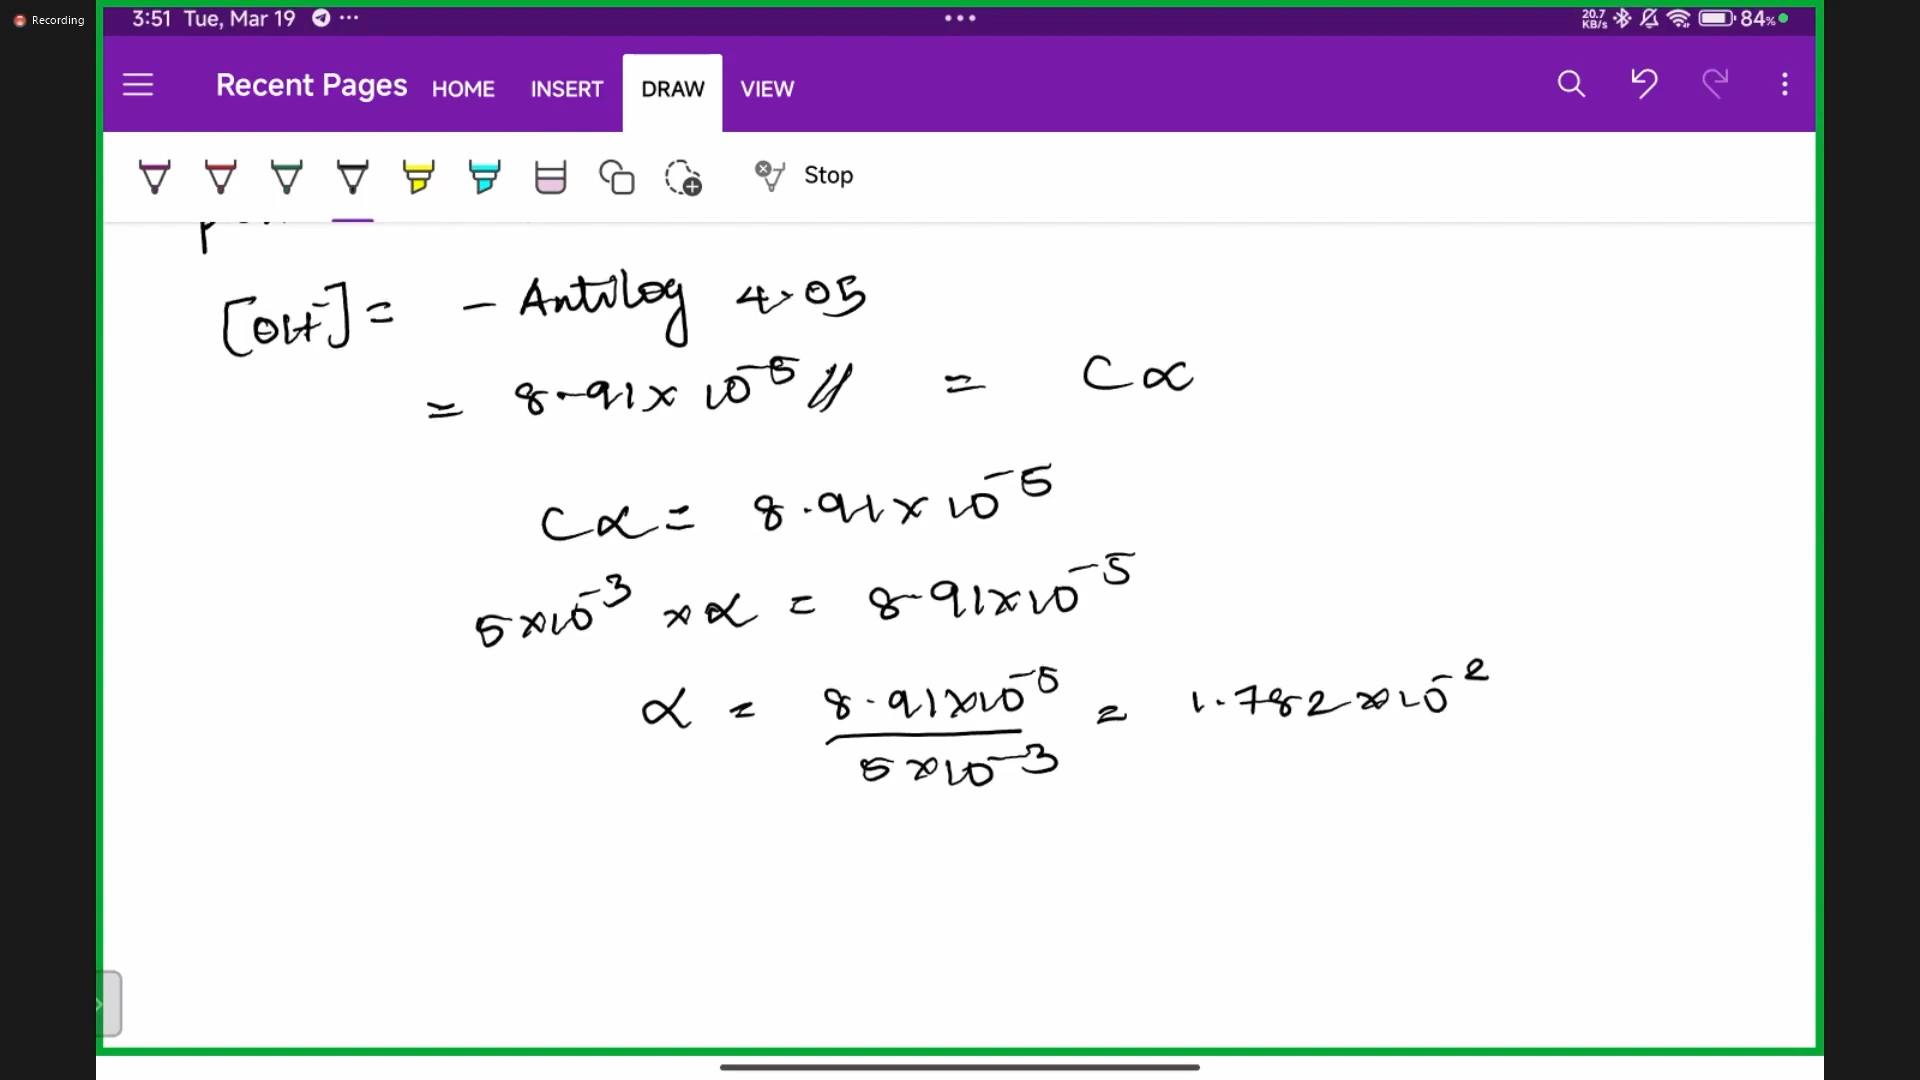 Recording
3:51 Tue, Mar 19
20.7 KB/s 84%
Recent Pages HOME INSERT DRAW VIEW
Stop
[OH⁻] = - Antilog 4.05
= 8.91 × 10⁻⁵ // = Cα
Cα = 8.91 × 10⁻⁵
5 × 10⁻³ × α = 8.91 × 10⁻⁵
α = 8.91 × 10⁻⁵ = 1.782 × 10⁻²
5 × 10⁻³